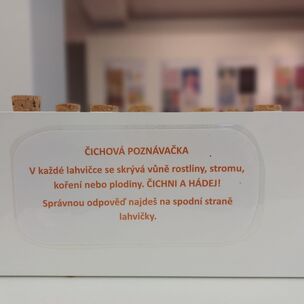 ČICHOVÁ POZNÁVAČKA
V každé lahvičce se skrývá vůně rostliny, stromu,
koření nebo plodiny. ČICHNI A HÁDEJ!
Správnou odpověď najdeš na spodní straně
lahvičky.